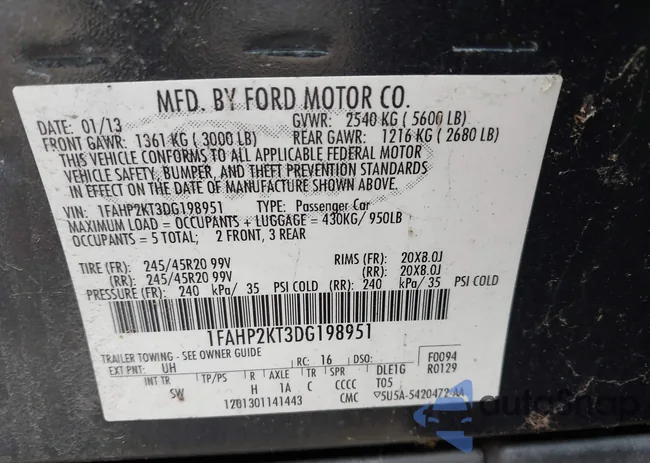 MFD. BY FORD MOTOR CO.
DATE: 01/13 GVWR: 2540 KG ( 5600 LB)
FRONT GAWR: 1361 KG ( 3000 LB) REAR GAWR: 1216 KG ( 2680 LB)
THIS VEHICLE CONFORMS TO ALL APPLICABLE FEDERAL MOTOR
VEHICLE SAFETY, BUMPER, AND THEFT PREVENTION STANDARDS
IN EFFECT ON THE DATE OF MANUFACTURE SHOWN ABOVE.
VIN: 1FAHP2KT3DG198951 TYPE: Passenger Car
MAXIMUM LOAD = OCCUPANTS + LUGGAGE = 430KG/ 950LB
OCCUPANTS = 5 TOTAL; 2 FRONT, 3 REAR
TIRE (FR): 245/45R20 99V RIMS (FR): 20X8.0J
(RR): 245/45R20 99V (RR): 20X8.0J
PRESSURE (FR): 240 kPa/ 35 PSI COLD (RR): 240 kPa/ 35 PSI COLD
1FAHP2KT3DG198951
TRAILER TOWING - SEE OWNER GUIDE
EXT PNT: UH RC: 16 DSO: F0094
R0129
INT TR TP/PS R AXLE TR S DLE1G
SW H 1A C CCCC T05
1201301141443 CMC ▽5U5A-5420472-AA
autoSnap